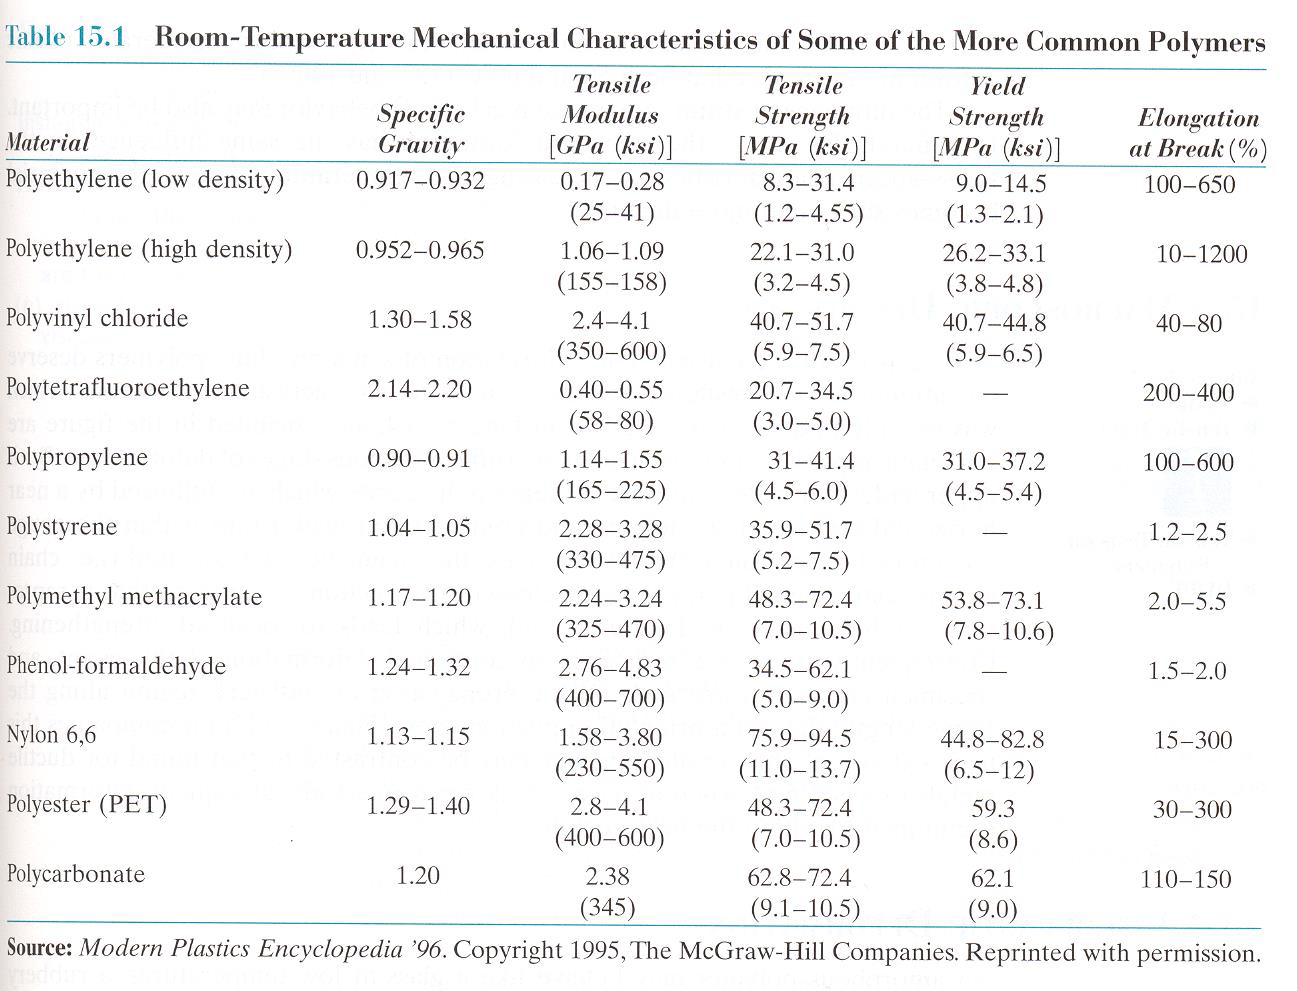 Table 15.1 Room-Temperature Mechanical Characteristics of Some of the More Common Polymers
Material Specific Gravity Tensile Modulus [GPa (ksi)] Tensile Strength [MPa (ksi)] Yield Strength [MPa (ksi)] Elongation at Break (%)
Polyethylene (low density) 0.917–0.932 0.17–0.28 8.3–31.4 9.0–14.5 100–650
(25–41) (1.2–4.55) (1.3–2.1)
Polyethylene (high density) 0.952–0.965 1.06–1.09 22.1–31.0 26.2–33.1 10–1200
(155–158) (3.2–4.5) (3.8–4.8)
Polyvinyl chloride 1.30–1.58 2.4–4.1 40.7–51.7 40.7–44.8 40–80
(350–600) (5.9–7.5) (5.9–6.5)
Polytetrafluoroethylene 2.14–2.20 0.40–0.55 20.7–34.5 — 200–400
(58–80) (3.0–5.0)
Polypropylene 0.90–0.91 1.14–1.55 31–41.4 31.0–37.2 100–600
(165–225) (4.5–6.0) (4.5–5.4)
Polystyrene 1.04–1.05 2.28–3.28 35.9–51.7 — 1.2–2.5
(330–475) (5.2–7.5)
Polymethyl methacrylate 1.17–1.20 2.24–3.24 48.3–72.4 53.8–73.1 2.0–5.5
(325–470) (7.0–10.5) (7.8–10.6)
Phenol-formaldehyde 1.24–1.32 2.76–4.83 34.5–62.1 — 1.5–2.0
(400–700) (5.0–9.0)
Nylon 6,6 1.13–1.15 1.58–3.80 75.9–94.5 44.8–82.8 15–300
(230–550) (11.0–13.7) (6.5–12)
Polyester (PET) 1.29–1.40 2.8–4.1 48.3–72.4 59.3 30–300
(400–600) (7.0–10.5) (8.6)
Polycarbonate 1.20 2.38 62.8–72.4 62.1 110–150
(345) (9.1–10.5) (9.0)
Source: Modern Plastics Encyclopedia '96. Copyright 1995, The McGraw-Hill Companies. Reprinted with permission.